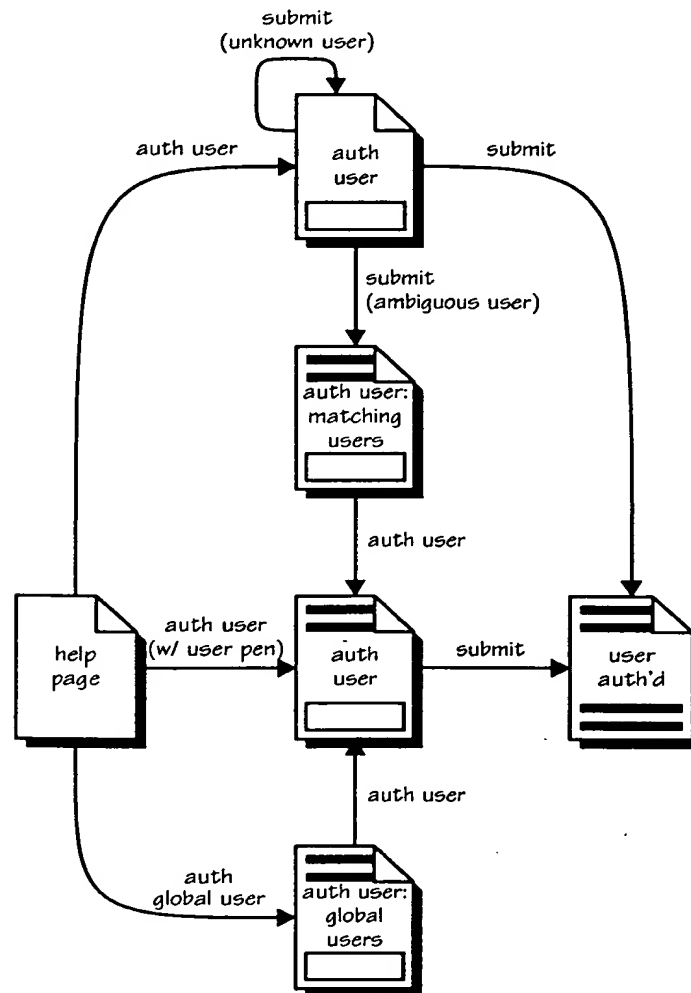 submit
(unknown user)
auth user
auth
user
submit
submit
(ambiguous user)
auth user:
matching
users
auth user
help
page
auth user
(w/ user pen)
auth
user
submit
user
auth'd
auth user
auth
global user
auth user:
global
users